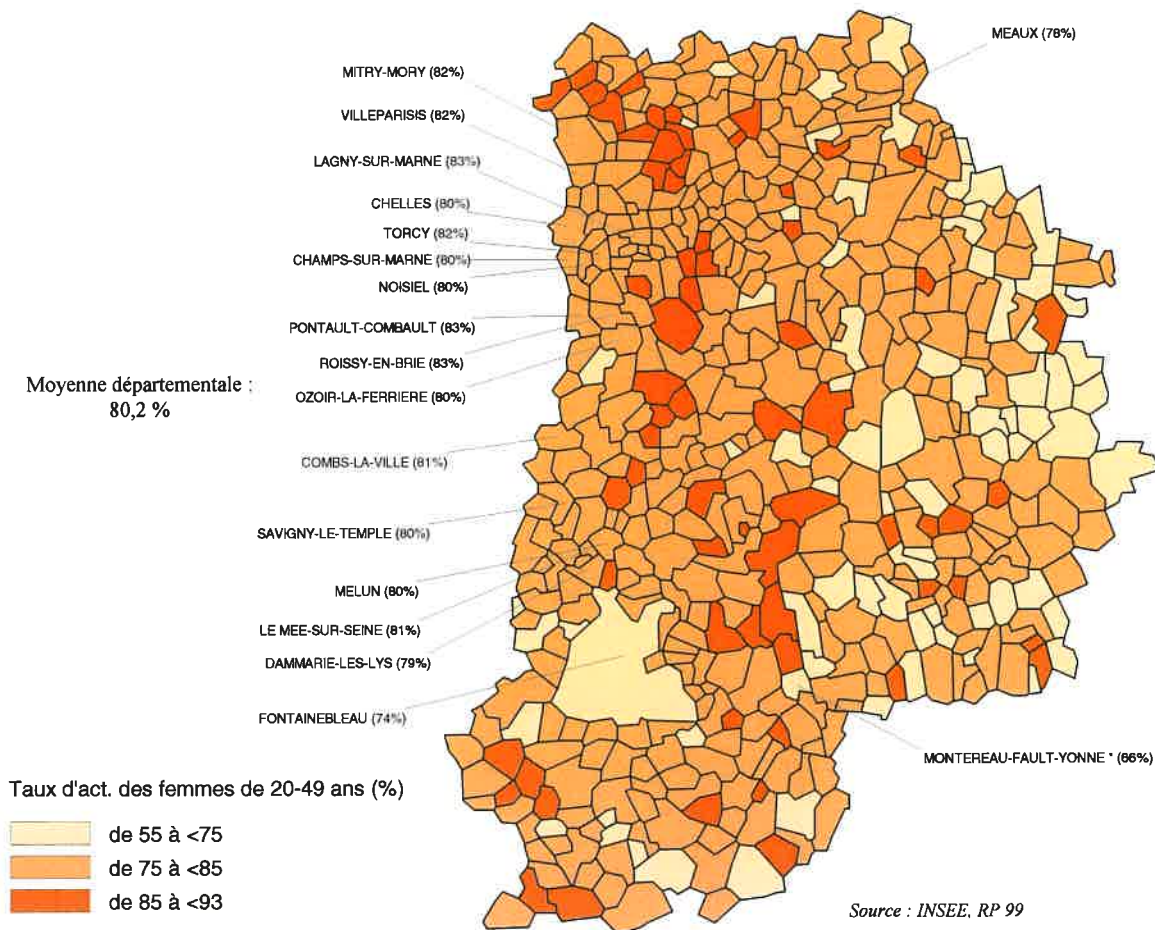 MEAUX (78%)
MITRY-MORY (82%)
VILLEPARISIS (82%)
LAGNY-SUR-MARNE (83%)
CHELLES (80%)
TORCY (82%)
CHAMPS-SUR-MARNE (80%)
NOISIEL (80%)
PONTAULT-COMBAULT (83%)
ROISSY-EN-BRIE (83%)
OZOIR-LA-FERRIERE (80%)
Moyenne départementale :
80,2 %
COMBS-LA-VILLE (81%)
SAVIGNY-LE-TEMPLE (80%)
MELUN (80%)
LE MEE-SUR-SEINE (81%)
DAMMARIE-LES-LYS (79%)
FONTAINEBLEAU (74%)
MONTEREAU-FAULT-YONNE * (66%)
Taux d'act. des femmes de 20-49 ans (%)
de 55 à <75
de 75 à <85
de 85 à <93
Source : INSEE, RP 99